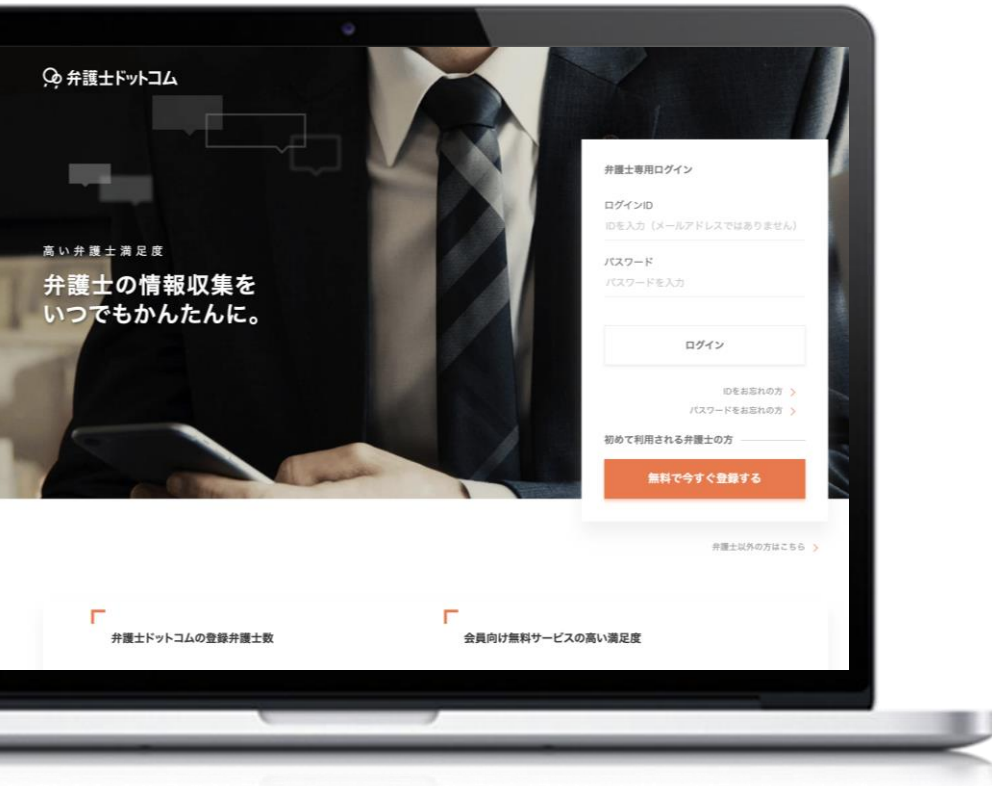 弁護士ドットコム
高い弁護士満足度
弁護士の情報収集を
いつでもかんたんに。
弁護士専用ログイン
ログインID
IDを入力（メールアドレスではありません）
パスワード
パスワードを入力
ログイン
IDをお忘れの方
パスワードをお忘れの方
初めて利用される弁護士の方
無料で今すぐ登録する
弁護士以外の方はこちら
弁護士ドットコムの登録弁護士数
会員向け無料サービスの高い満足度